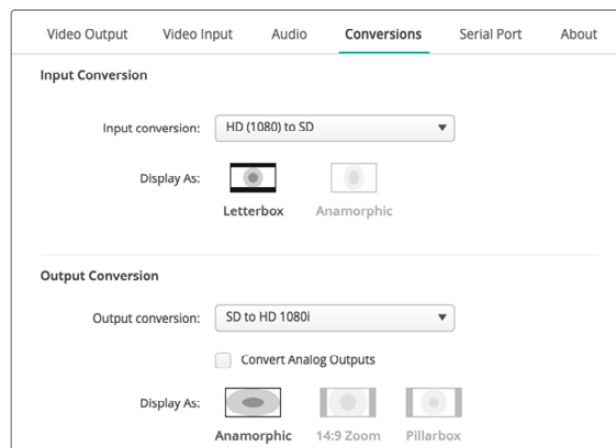 Video Output Video Input Audio Conversions Serial Port About
Input Conversion
Input conversion: HD (1080) to SD
Display As:
Letterbox Anamorphic
Output Conversion
Output conversion: SD to HD 1080i
Convert Analog Outputs
Display As:
Anamorphic 14:9 Zoom Pillarbox